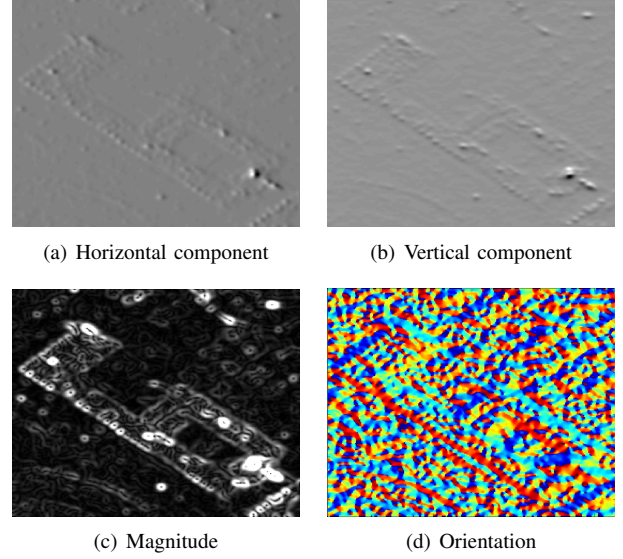 (a) Horizontal component
(b) Vertical component
(c) Magnitude
(d) Orientation